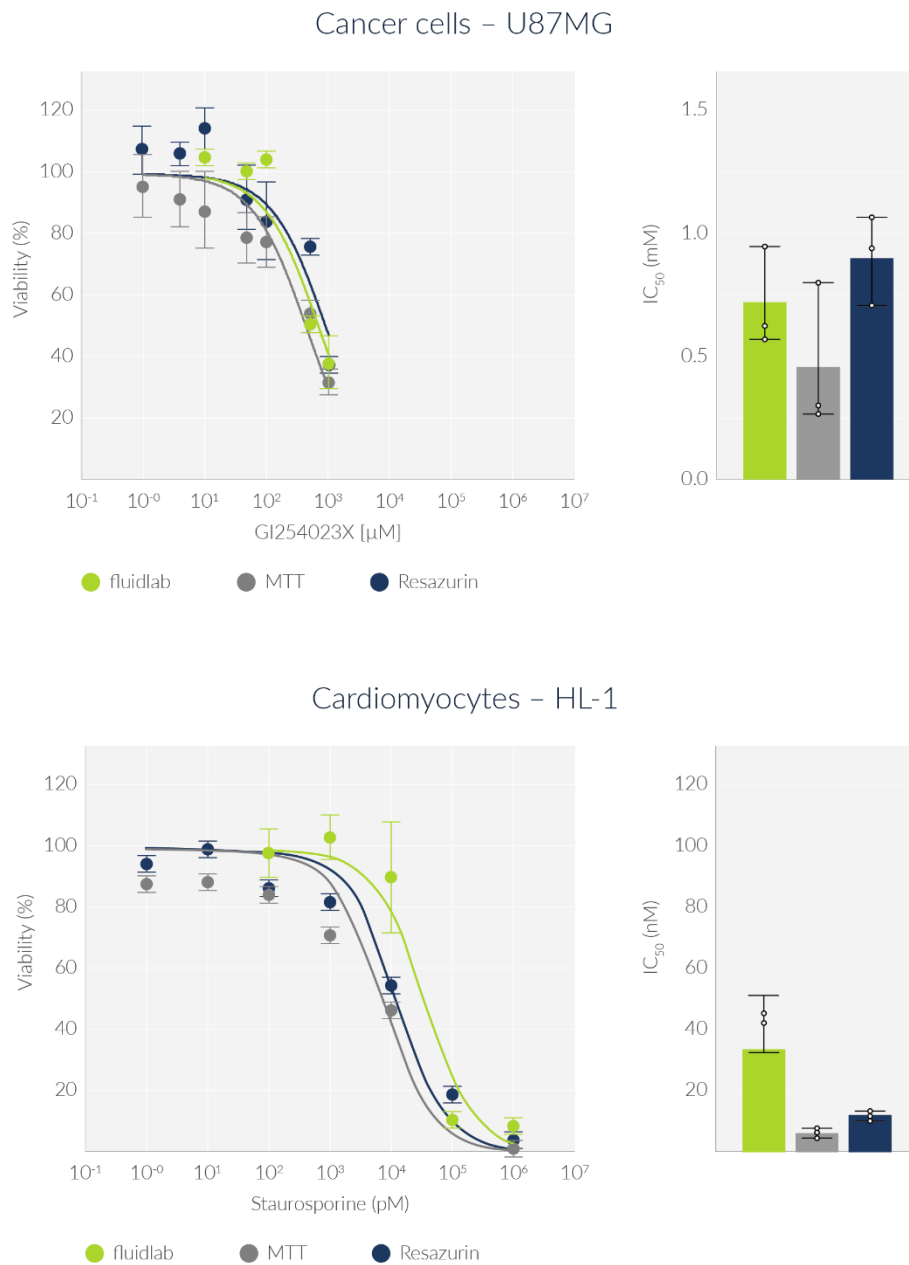 Cancer cells – U87MG
120
100
80
60
40
20
Viability (%)
10⁻¹ 10⁻⁰ 10¹ 10² 10³ 10⁴ 10⁵ 10⁶ 10⁷
GI254023X [µM]
1.5
1.0
0.5
0.0
IC₅₀ (mM)
fluidlab MTT Resazurin
Cardiomyocytes – HL-1
120
100
80
60
40
20
Viability (%)
10⁻¹ 10⁻⁰ 10¹ 10² 10³ 10⁴ 10⁵ 10⁶ 10⁷
Staurosporine (pM)
120
100
80
60
40
20
IC₅₀ (nM)
fluidlab MTT Resazurin